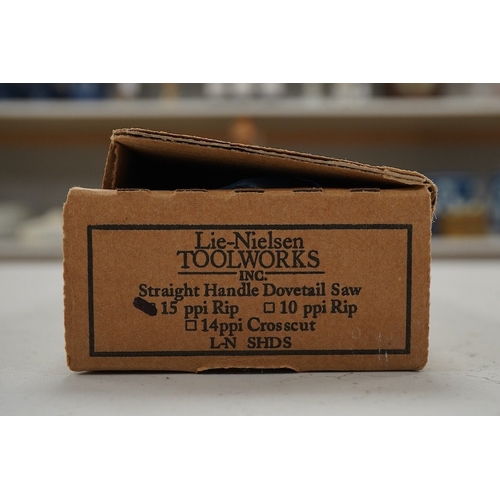 Lie-Nielsen
TOOLWORKS
INC.
Straight Handle Dovetail Saw
15 ppi Rip ☐ 10 ppi Rip
☐ 14ppi Crosscut
L-N SHDS